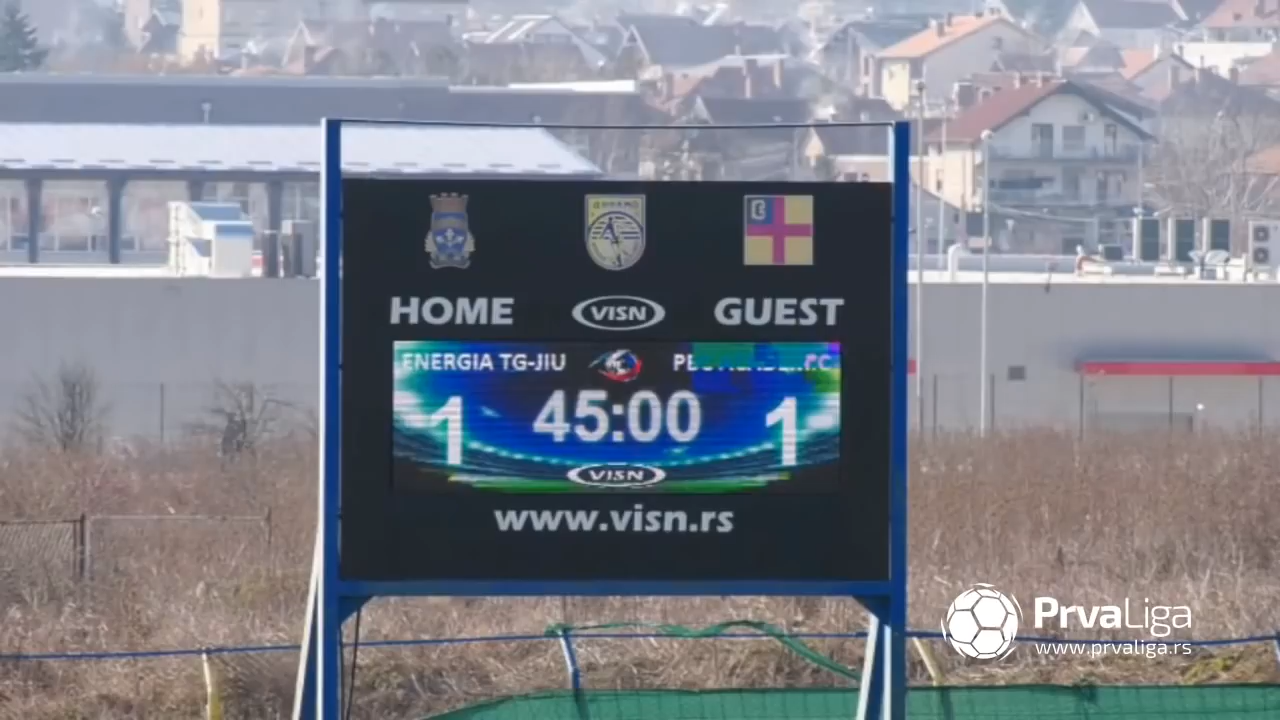 HOME VISN GUEST
ENERGIA TG-JIU
1 45:00 1
VISN
www.visn.rs
PrvaLiga
www.prvaliga.rs